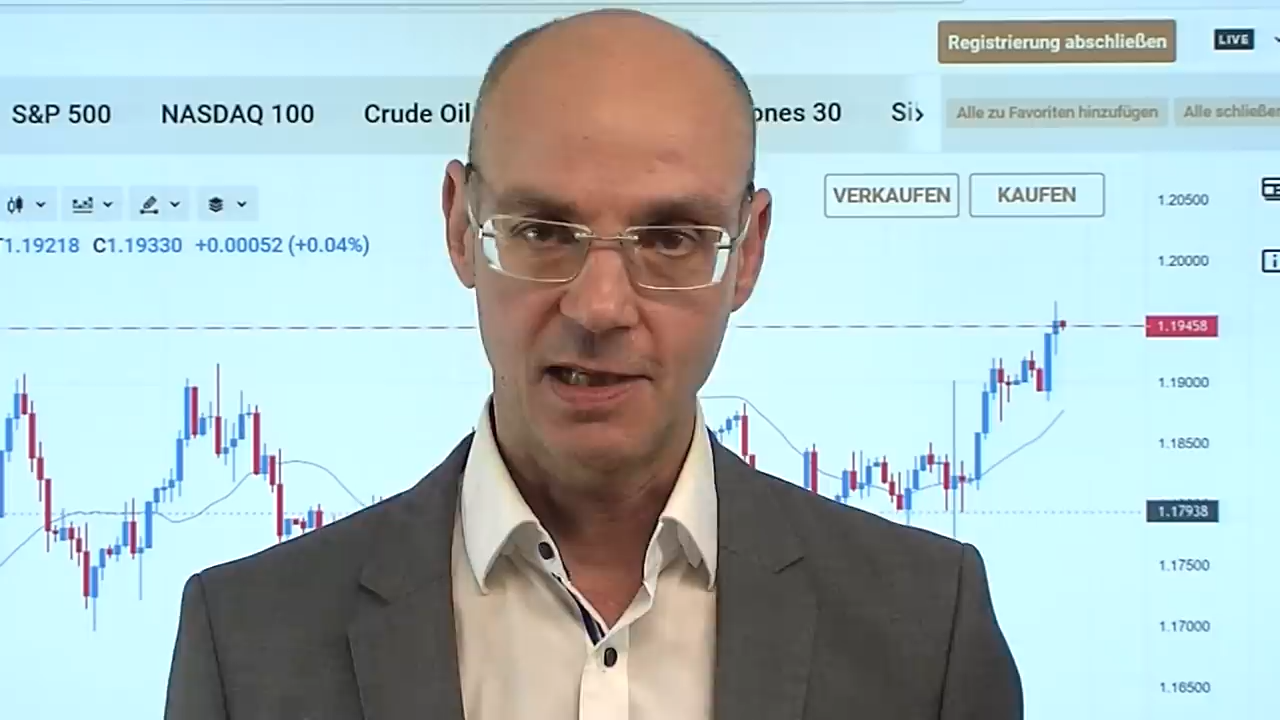 Registrierung abschließen
LIVE
S&P 500 NASDAQ 100 Crude Oil
Alle zu Favoriten hinzufügen
VERKAUFEN KAUFEN
1.19218 C1.19330 +0.00052 (+0.04%)
1.20500
1.20000
1.19458
1.19000
1.18500
1.17938
1.17500
1.17000
1.16500